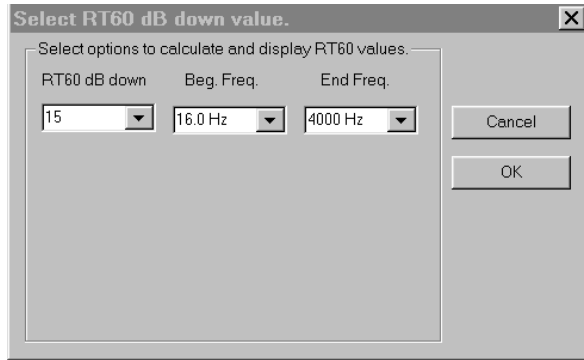 Select RT60 dB down value.
Select options to calculate and display RT60 values.
RT60 dB down Beg. Freq. End Freq.
15 16.0 Hz 4000 Hz
Cancel
OK